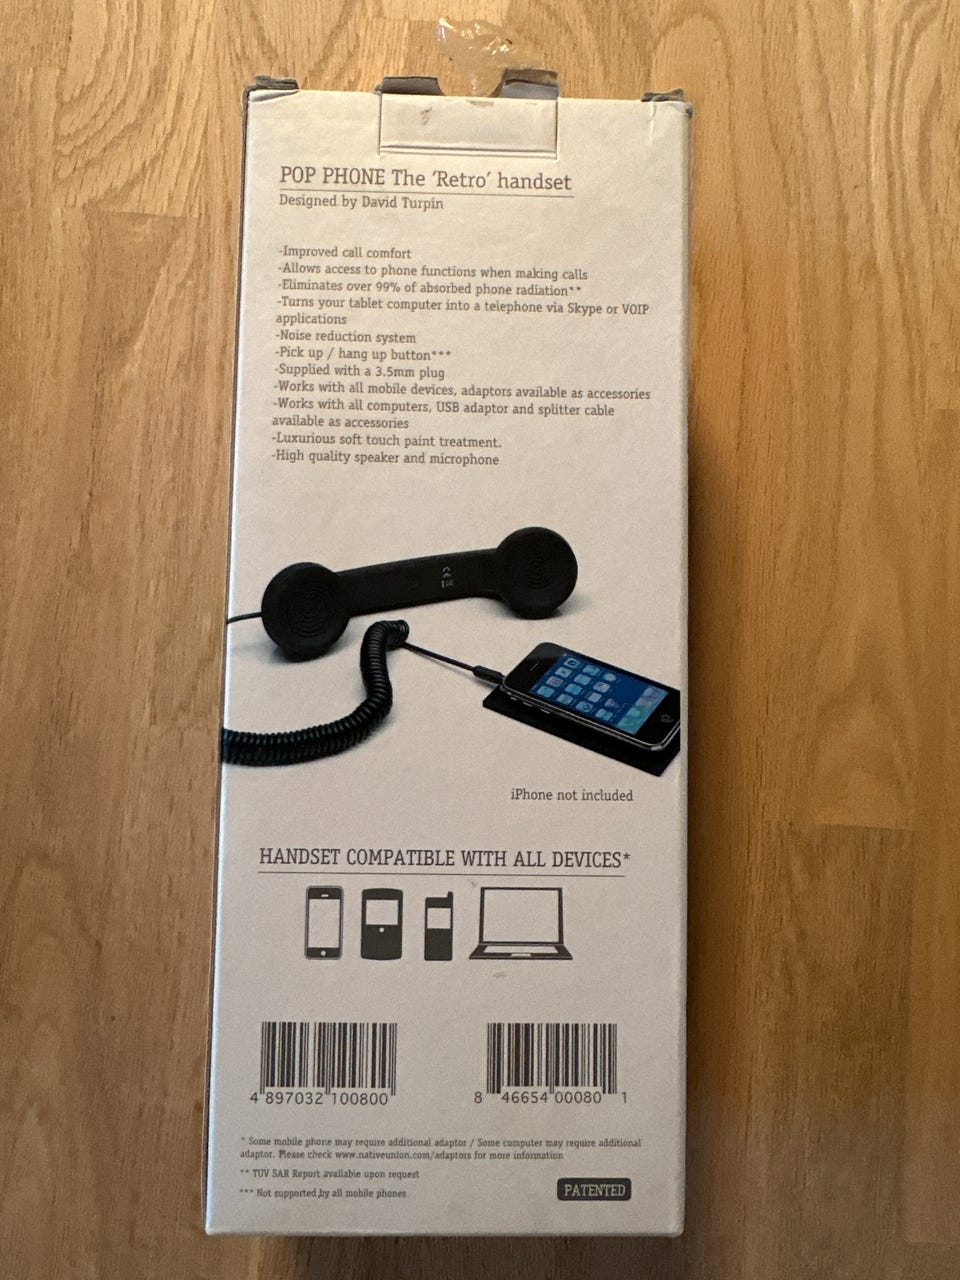 POP PHONE The 'Retro' handset
Designed by David Turpin
-Improved call comfort
-Allows access to phone functions when making calls
-Eliminates over 99% of absorbed phone radiation**
-Turns your tablet computer into a telephone via Skype or VOIP
applications
-Noise reduction system
-Pick up / hang up button***
-Supplied with a 3.5mm plug
-Works with all mobile devices, adaptors available as accessories
-Works with all computers, USB adaptor and splitter cable
available as accessories
-Luxurious soft touch paint treatment.
-High quality speaker and microphone
CE
iPhone not included
HANDSET COMPATIBLE WITH ALL DEVICES*
4 897032 100800
8 46654 00080 1
* Some mobile phone may require additional adaptor / Some computer may require additional
adaptor. Please check www.nativeunion.com/adaptors for more information
** TUV SAR Report available upon request
*** Not supported by all mobile phones
PATENTED